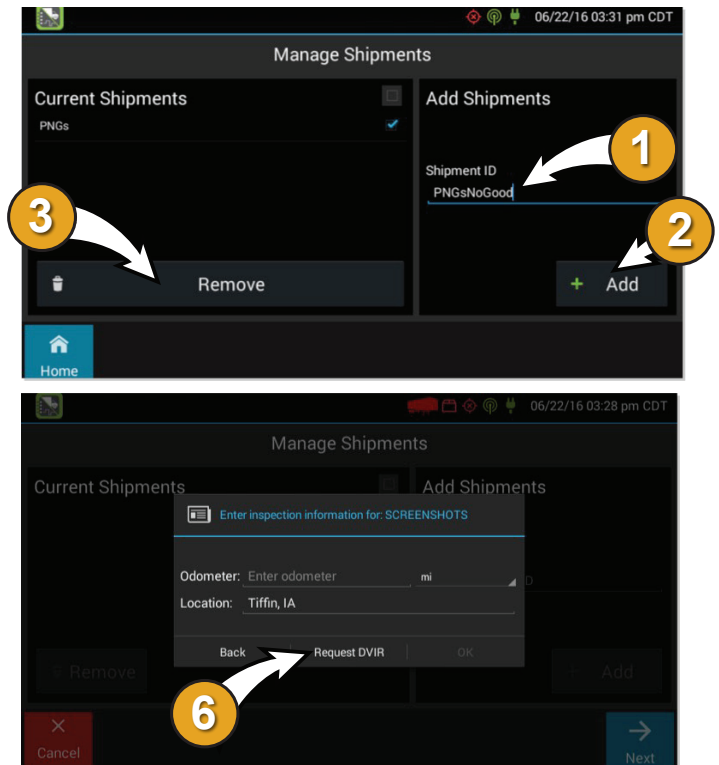 06/22/16 03:31 pm CDT
Manage Shipments
Current Shipments
PNGs
Add Shipments
1
Shipment ID
PNGsNoGood
3
2
Remove
+ Add
Home
06/22/16 03:28 pm CDT
Manage Shipments
Current Shipments
Add Shipments
Enter inspection information for: SCREENSHOTS
Odometer: Enter odometer mi
D
Location: Tiffin, IA
Back Request DVIR OK
Remove
Add
6
Cancel
Next